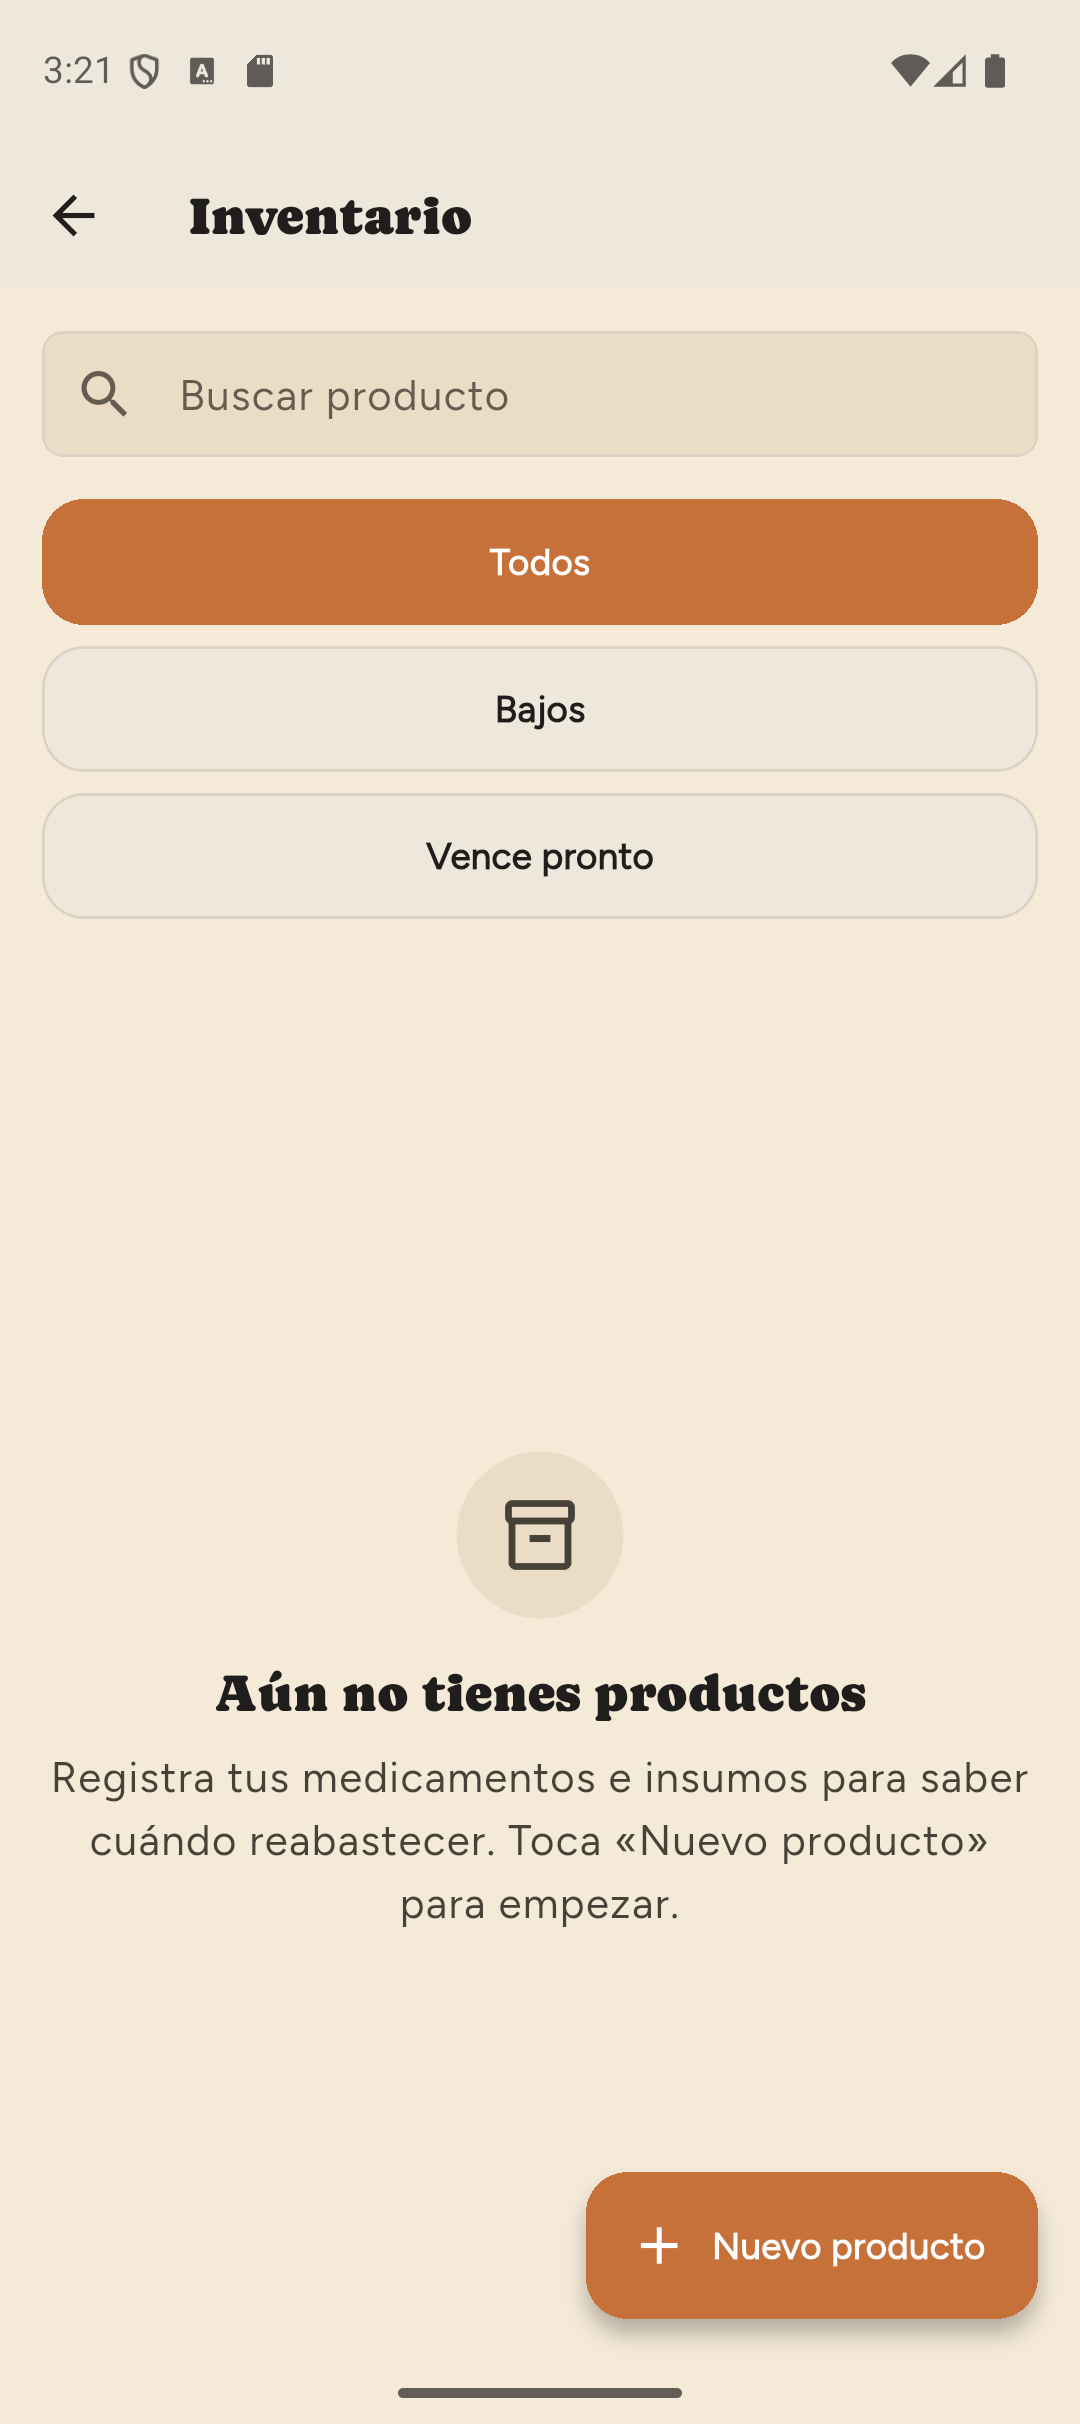 3:21
Inventario
Buscar producto
Todos
Bajos
Vence pronto
Aún no tienes productos
Registra tus medicamentos e insumos para saber
cuándo reabastecer. Toca «Nuevo producto»
para empezar.
Nuevo producto